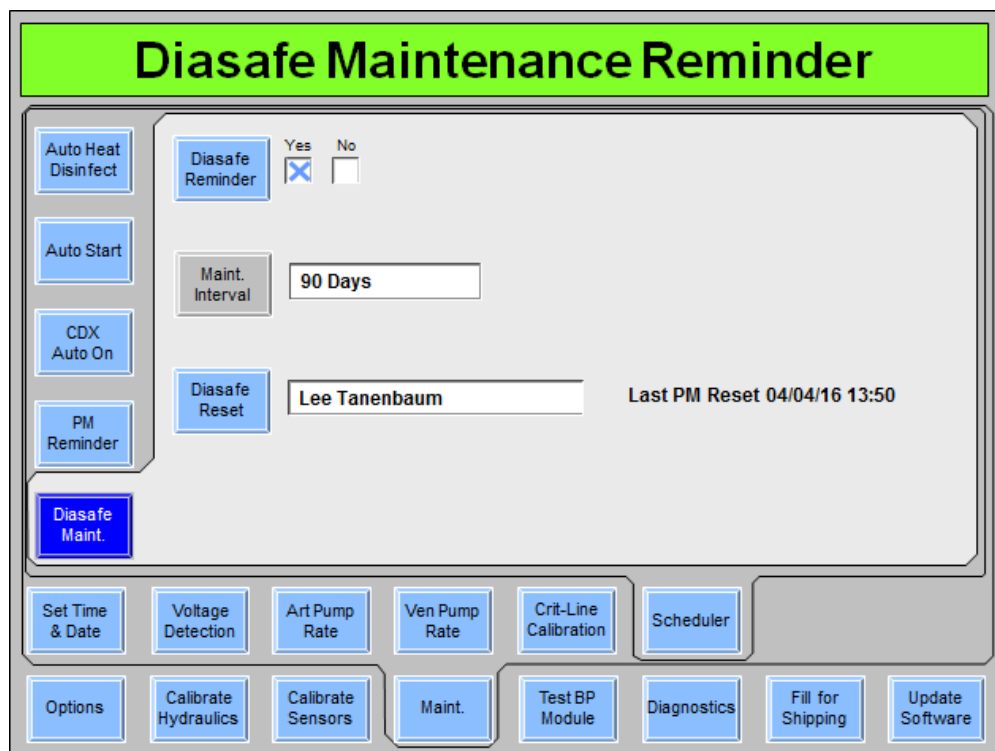 Diasafe Maintenance Reminder
Auto Heat
Disinfect
Diasafe
Reminder
Yes No
Auto Start
Maint.
Interval
90 Days
CDX
Auto On
Diasafe
Reset
Lee Tanenbaum
Last PM Reset 04/04/16 13:50
PM
Reminder
Diasafe
Maint.
Set Time
& Date
Voltage
Detection
Art Pump
Rate
Ven Pump
Rate
Crit-Line
Calibration
Scheduler
Options
Calibrate
Hydraulics
Calibrate
Sensors
Maint.
Test BP
Module
Diagnostics
Fill for
Shipping
Update
Software